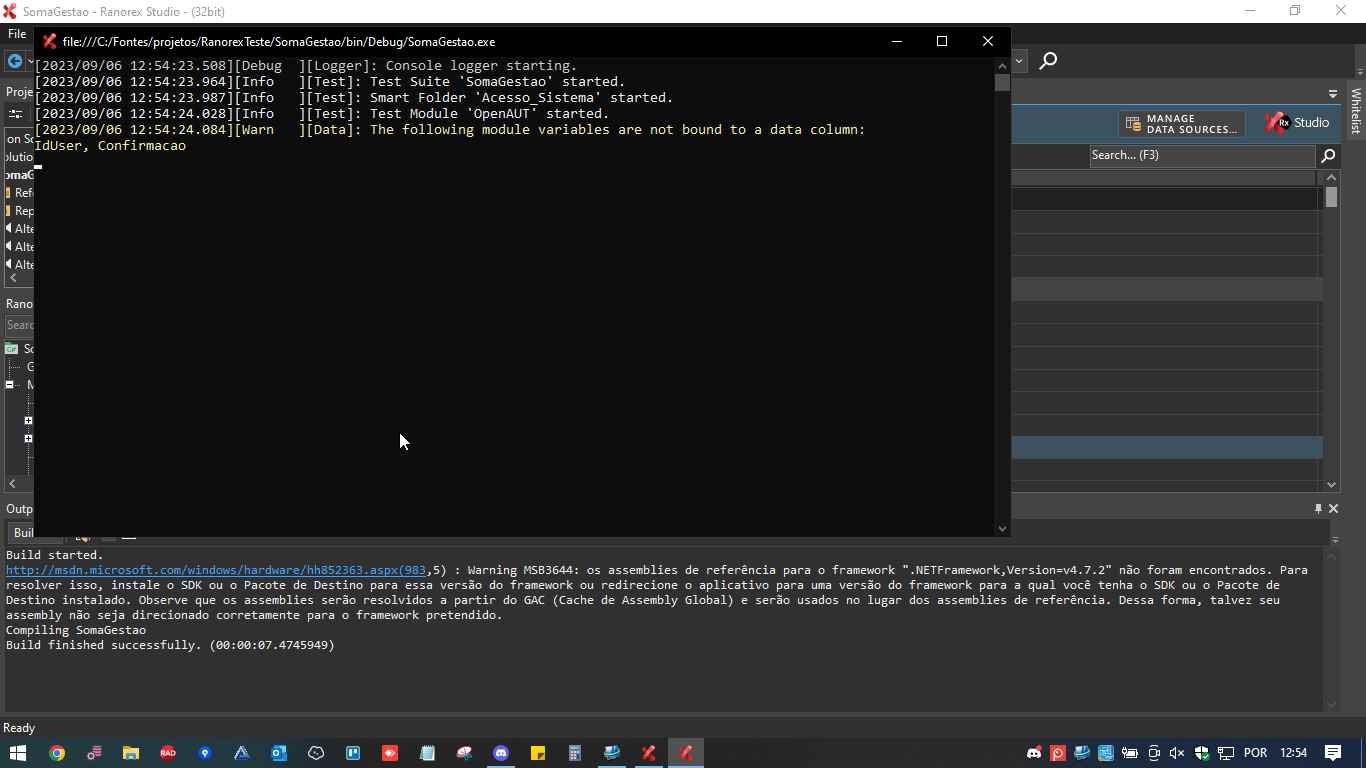 SomaGestao - Ranorex Studio - (32bit)
File
file:///C:/Fontes/projetos/RanorexTeste/SomaGestao/bin/Debug/SomaGestao.exe
[2023/09/06 12:54:23.508][Debug  ][Logger]: Console logger starting.
[2023/09/06 12:54:23.964][Info   ][Test]: Test Suite 'SomaGestao' started.
[2023/09/06 12:54:23.987][Info   ][Test]: Smart Folder 'Acesso_Sistema' started.
[2023/09/06 12:54:24.028][Info   ][Test]: Test Module 'OpenAUT' started.
[2023/09/06 12:54:24.084][Warn   ][Data]: The following module variables are not bound to a data column:
IdUser, Confirmacao
Proje
on So
olutio
omaG
Refe
Rep
Alte
Alte
Alte
Rano
Searc
So
G
M
MANAGE
DATA SOURCES...
Rx Studio
Whitelist
Search... (F3)
Outp
Buil
Build started.
http://msdn.microsoft.com/windows/hardware/hh852363.aspx(983,5) : Warning MSB3644: os assemblies de referência para o framework ".NETFramework,Version=v4.7.2" não foram encontrados. Para
resolver isso, instale o SDK ou o Pacote de Destino para essa versão do framework ou redirecione o aplicativo para uma versão do framework para a qual você tenha o SDK ou o Pacote de
Destino instalado. Observe que os assemblies serão resolvidos a partir do GAC (Cache de Assembly Global) e serão usados no lugar dos assemblies de referência. Dessa forma, talvez seu
assembly não seja direcionado corretamente para o framework pretendido.
Compiling SomaGestao
Build finished successfully. (00:00:07.4745949)
Ready
RAD
POR
12:54